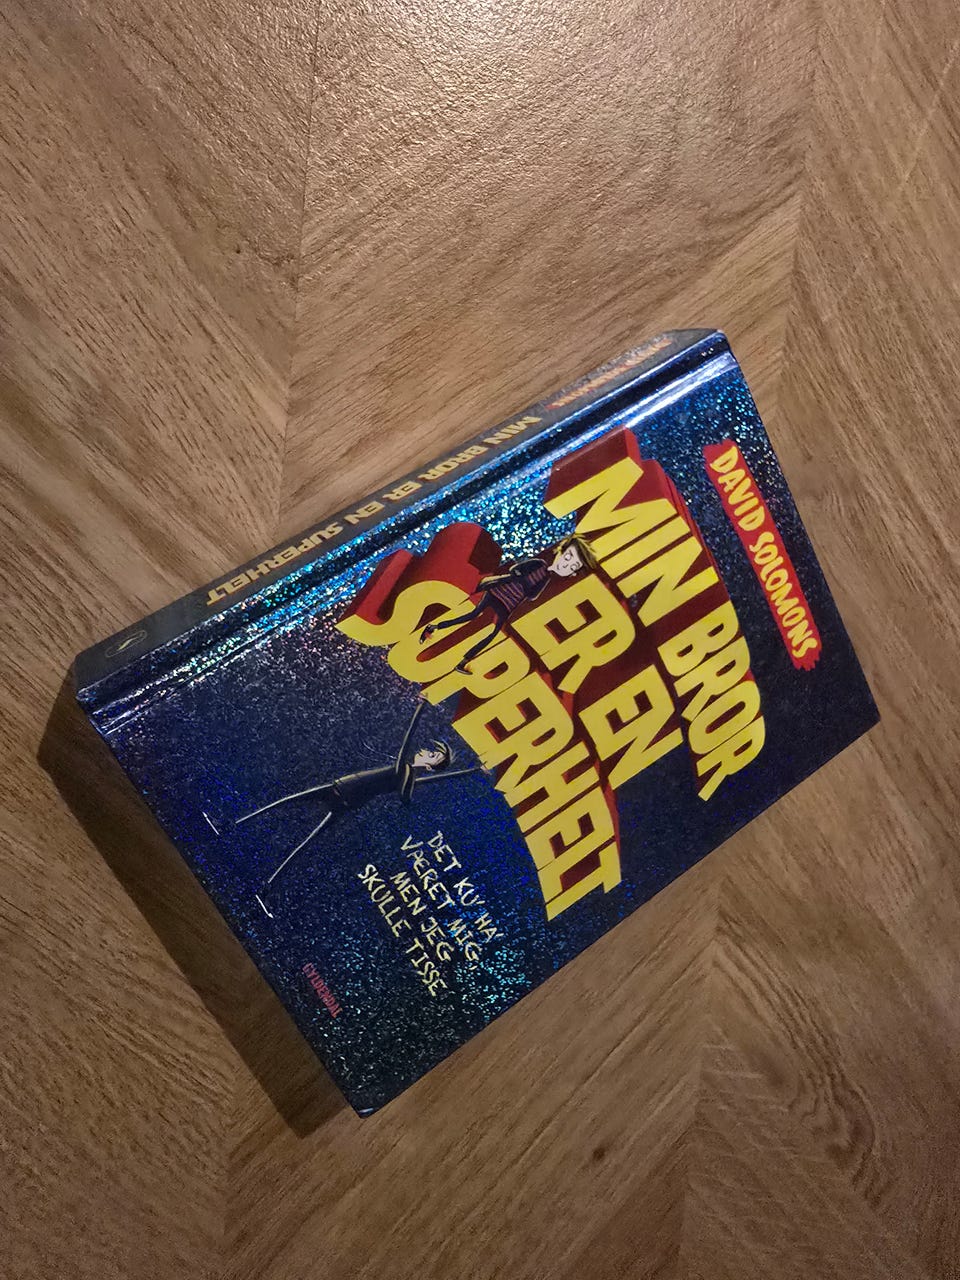 DAVID SOLOMONS
MIN BROR
ER EN
SUPERHELT
DET KU' HA'
VÆRET MIG,
MEN JEG
SKULLE TISSE
GYLDENDAL
MIN BROR ER EN SUPERHELT